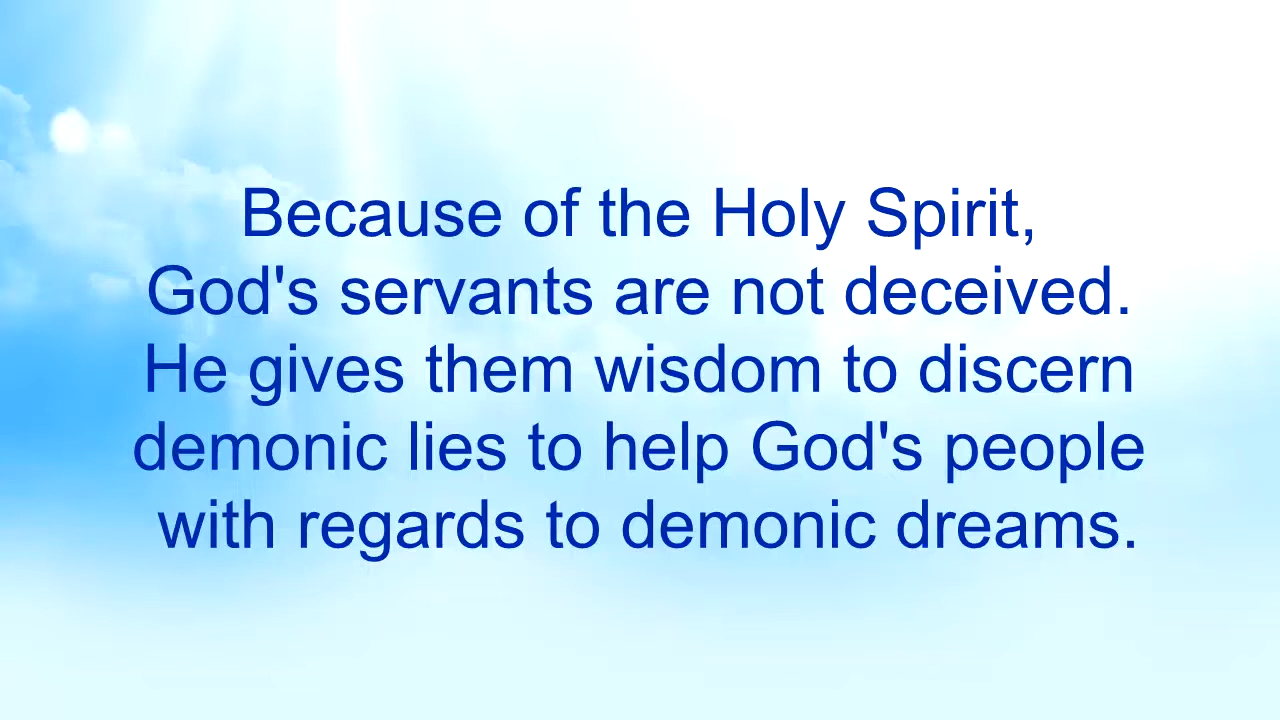 Because of the Holy Spirit,
God's servants are not deceived.
He gives them wisdom to discern
demonic lies to help God's people
with regards to demonic dreams.